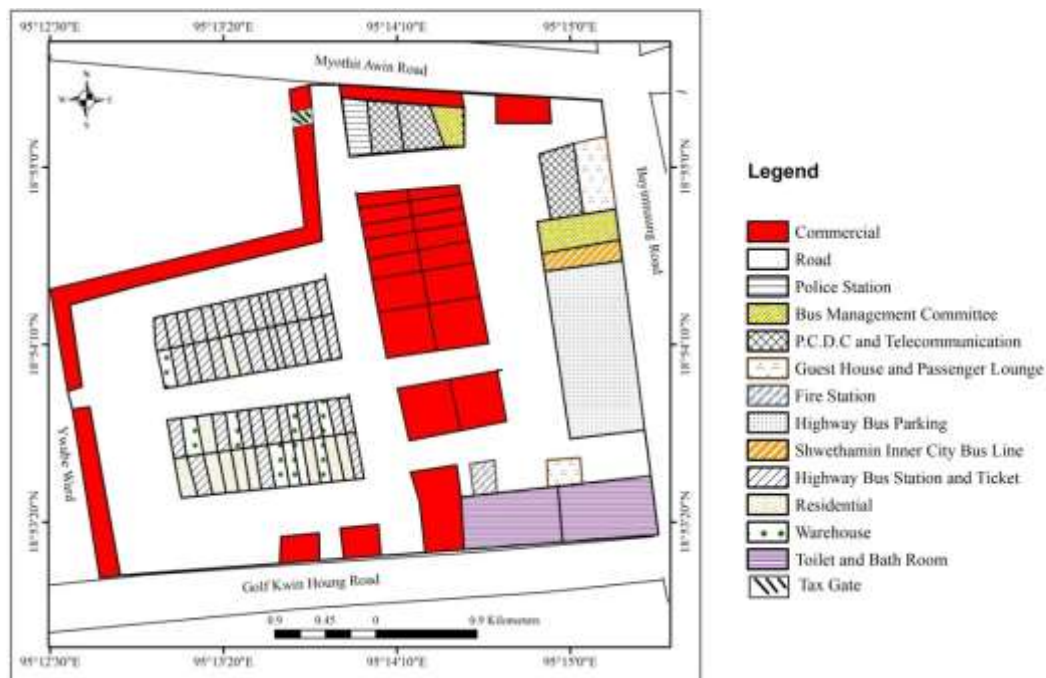 95°12'30"E 95°13'20"E 95°14'10"E 95°15'0"E
Myothit Awin Road
Bayintnaung Road
Ywabe Ward
Golf Kwin Houng Road
0.9 0.45 0 0.9 Kilometers
95°12'30"E 95°13'20"E 95°14'10"E 95°15'0"E
Legend
Commercial
Road
Police Station
Bus Management Committee
P.C.D.C and Telecommunication
Guest House and Passenger Lounge
Fire Station
Highway Bus Parking
Shwethamin Inner City Bus Line
Highway Bus Station and Ticket
Residential
Warehouse
Toilet and Bath Room
Tax Gate